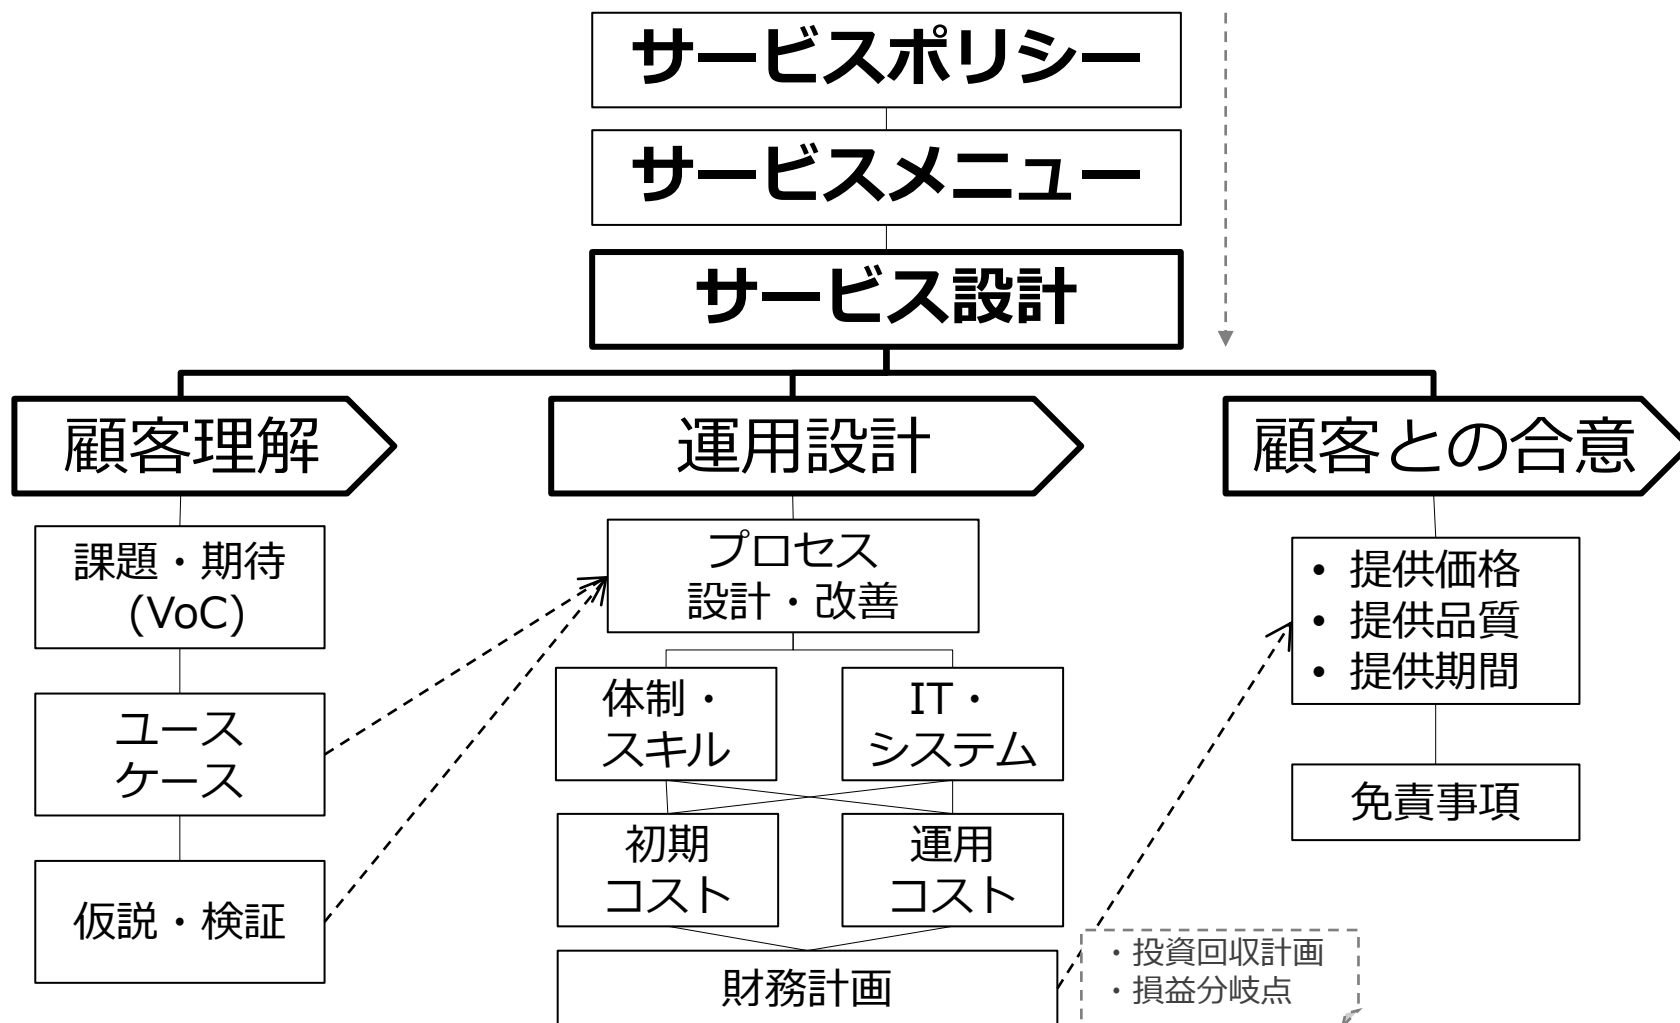 サービスポリシー
サービスメニュー
サービス設計
顧客理解
課題・期待
(VoC)
ユース
ケース
仮説・検証
運用設計
プロセス
設計・改善
体制・
スキル
IT・
システム
初期
コスト
運用
コスト
財務計画
・投資回収計画
・損益分岐点
顧客との合意
• 提供価格
• 提供品質
• 提供期間
免責事項